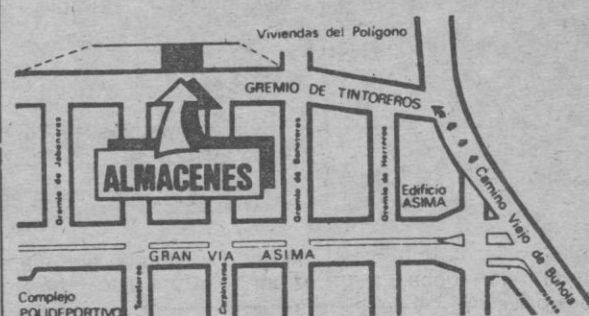 Viviendas del Polígono
GREMIO DE TINTOREROS
Gremio de Jaboneros
ALMACENES
Gremio de Boneteros
Gremio de Herreros
Edificio
ASIMA
Camino Viejo de Buñola
GRAN VIA ASIMA
Complejo
POLIDEPORTIVO
Toneleros
Carpinteros